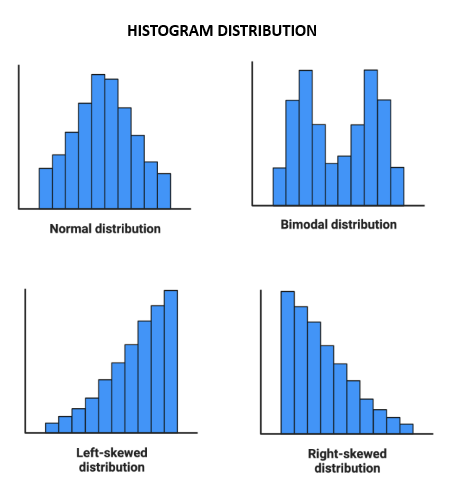 HISTOGRAM DISTRIBUTION
Normal distribution
Bimodal distribution
Left-skewed
distribution
Right-skewed
distribution